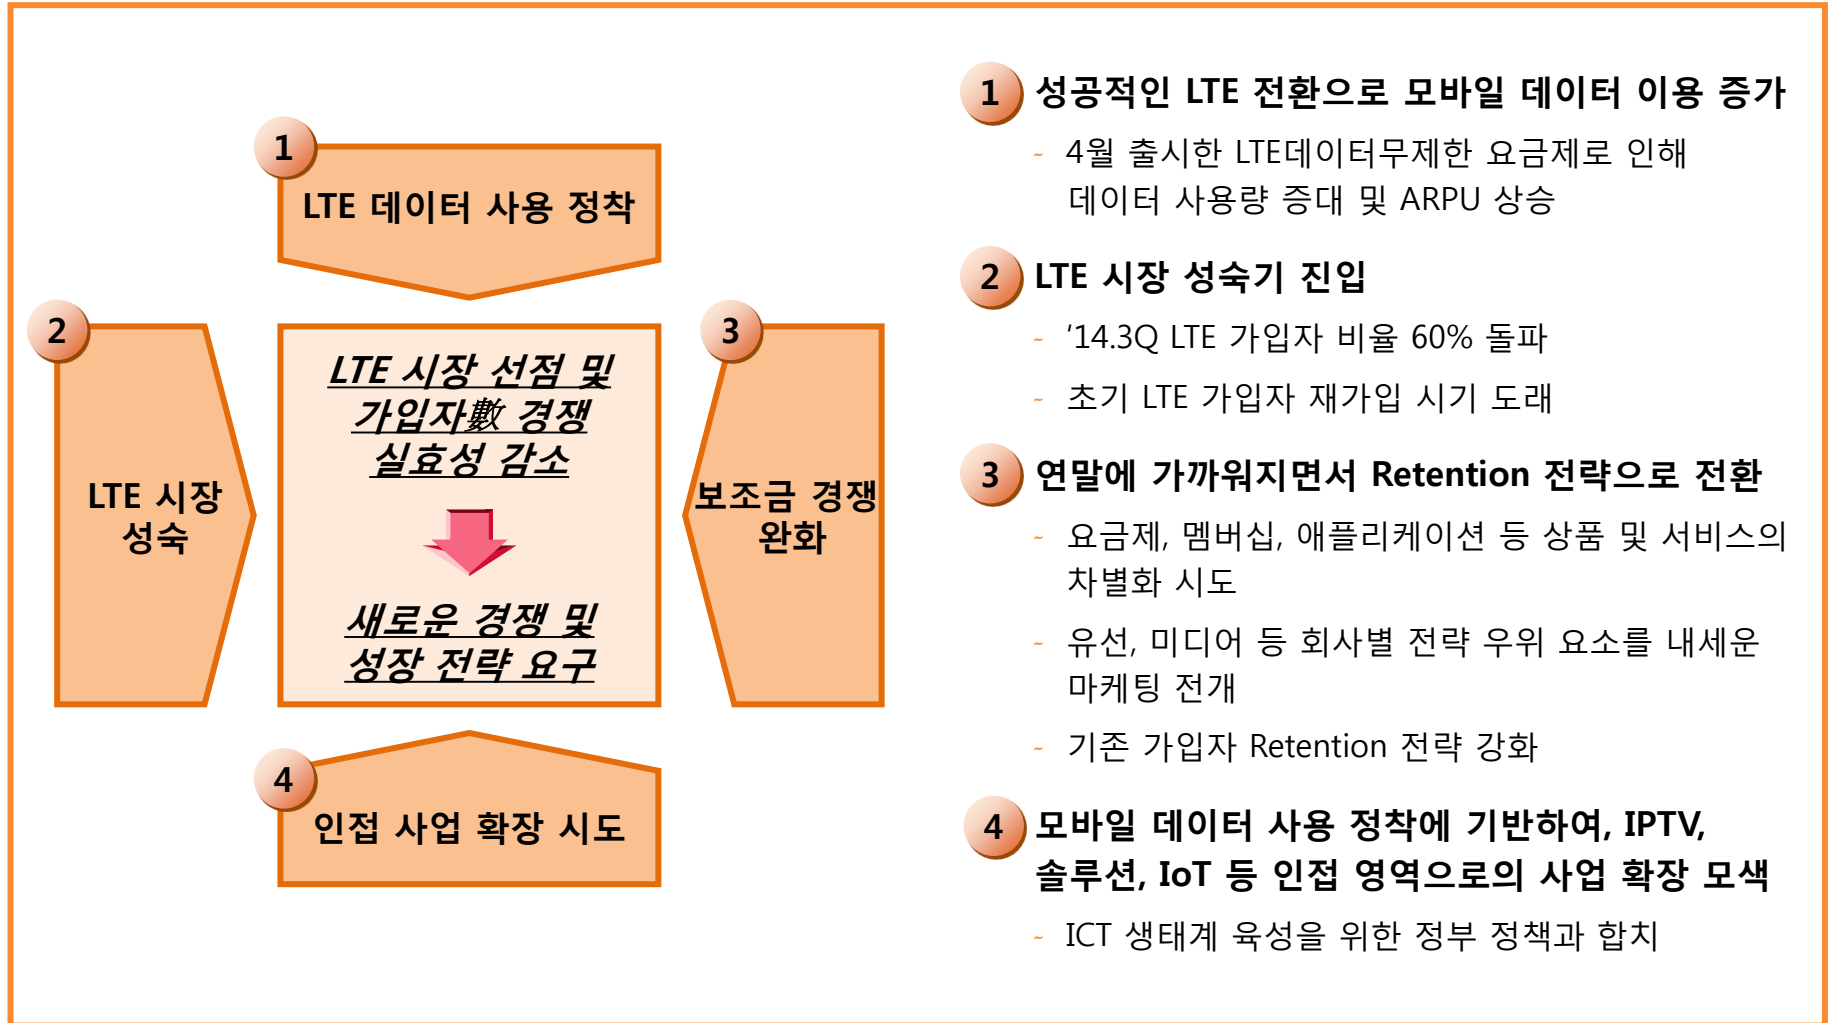 1
LTE 데이터 사용 정착
2
LTE 시장
성숙
LTE 시장 선점 및
가입자數 경쟁
실효성 감소
새로운 경쟁 및
성장 전략 요구
3
보조금 경쟁
완화
4
인접 사업 확장 시도
1 성공적인 LTE 전환으로 모바일 데이터 이용 증가
- 4월 출시한 LTE데이터무제한 요금제로 인해
데이터 사용량 증대 및 ARPU 상승
2 LTE 시장 성숙기 진입
- '14.3Q LTE 가입자 비율 60% 돌파
- 초기 LTE 가입자 재가입 시기 도래
3 연말에 가까워지면서 Retention 전략으로 전환
- 요금제, 멤버십, 애플리케이션 등 상품 및 서비스의
차별화 시도
- 유선, 미디어 등 회사별 전략 우위 요소를 내세운
마케팅 전개
- 기존 가입자 Retention 전략 강화
4 모바일 데이터 사용 정착에 기반하여, IPTV,
솔루션, IoT 등 인접 영역으로의 사업 확장 모색
- ICT 생태계 육성을 위한 정부 정책과 합치